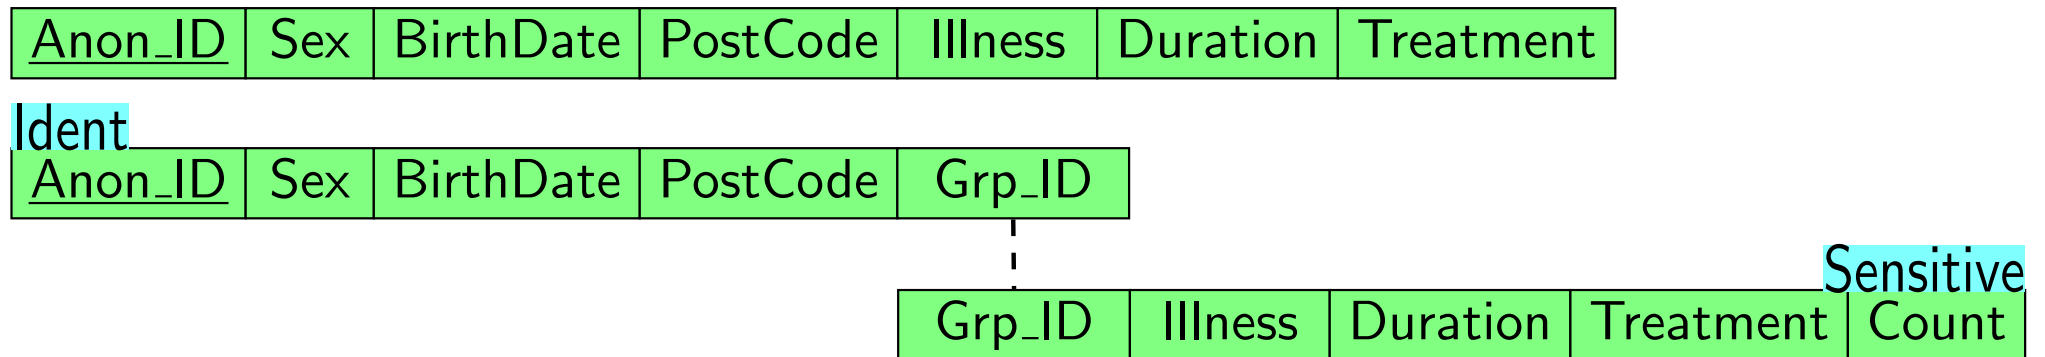 Anon_ID Sex BirthDate PostCode Illness Duration Treatment
Ident
Anon_ID Sex BirthDate PostCode Grp_ID
Sensitive
Grp_ID Illness Duration Treatment Count